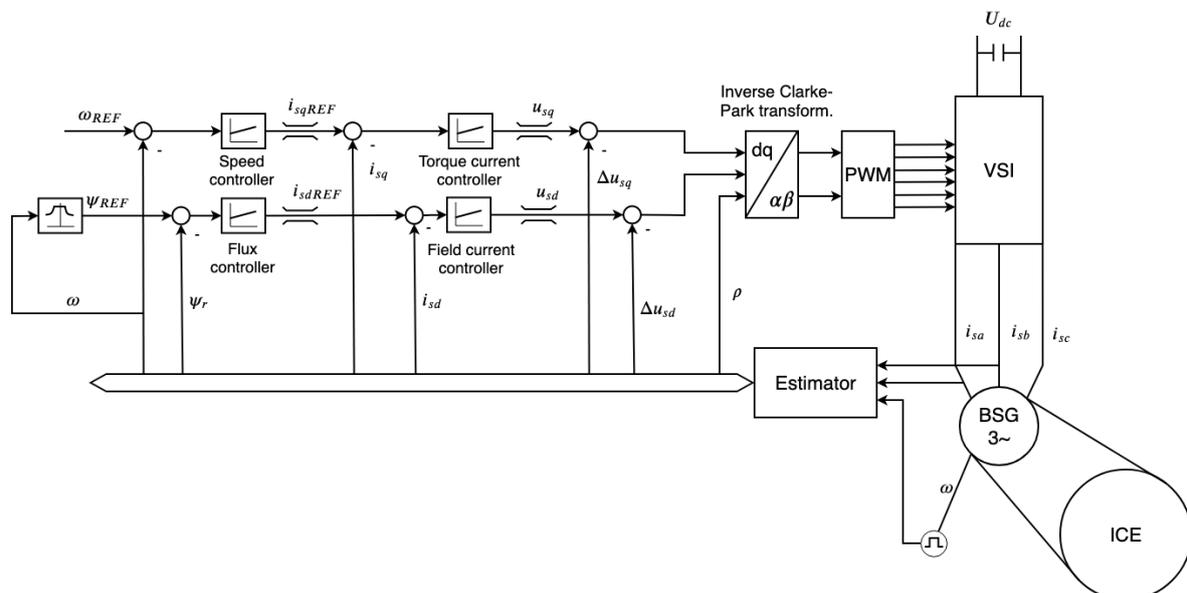 U_dc
Inverse Clarke-
Park transform.
ω_REF
-
Speed
controller
i_sqREF
-
i_sq
Torque current
controller
u_sq
-
Δu_sq
dq
αβ
PWM
VSI
ψ_REF
-
Flux
controller
i_sdREF
-
Field current
controller
u_sd
-
ω
ψ_r
i_sd
Δu_sd
ρ
i_sa
i_sb
i_sc
Estimator
BSG
3~
ω
ICE